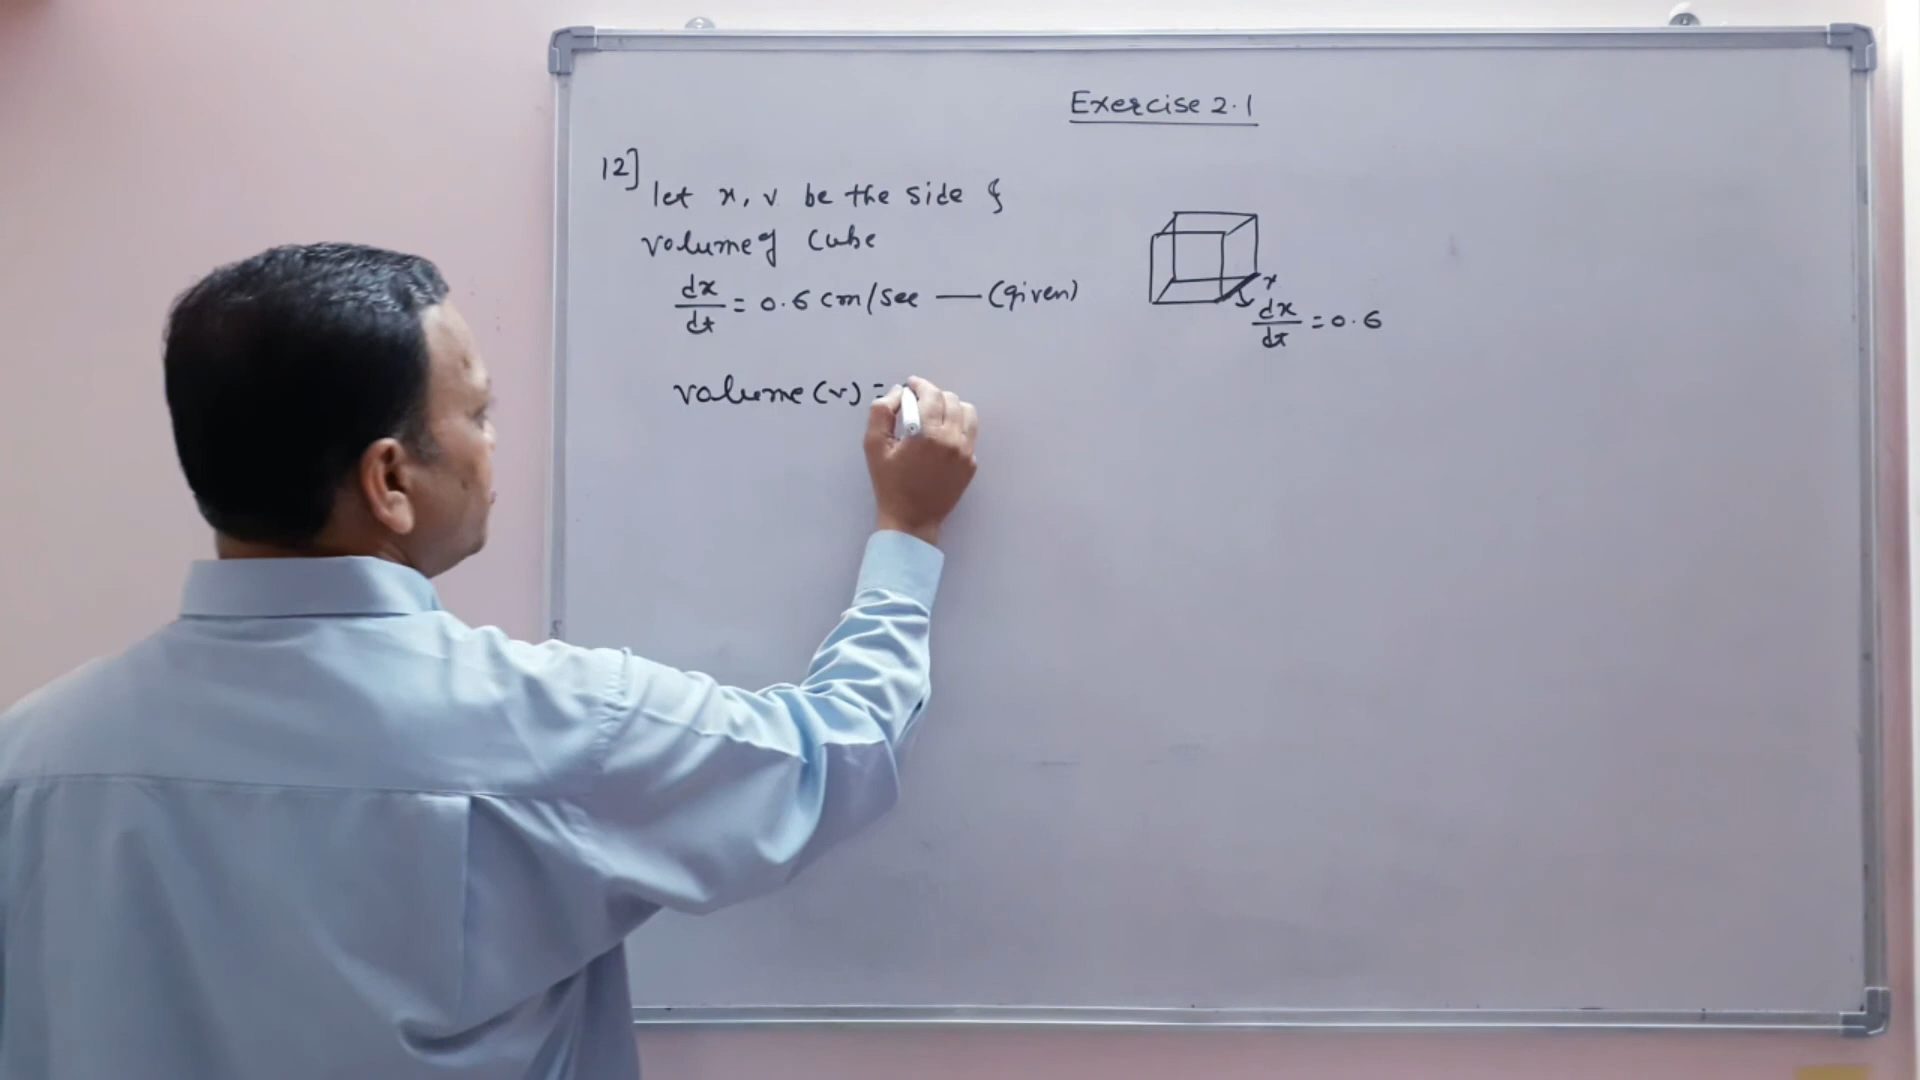 Exercise 2.1
12]
let x, v be the side &
volume of cube
dx/dt = 0.6 cm/sec — (given)
x
dx/dt = 0.6
volume (v) =